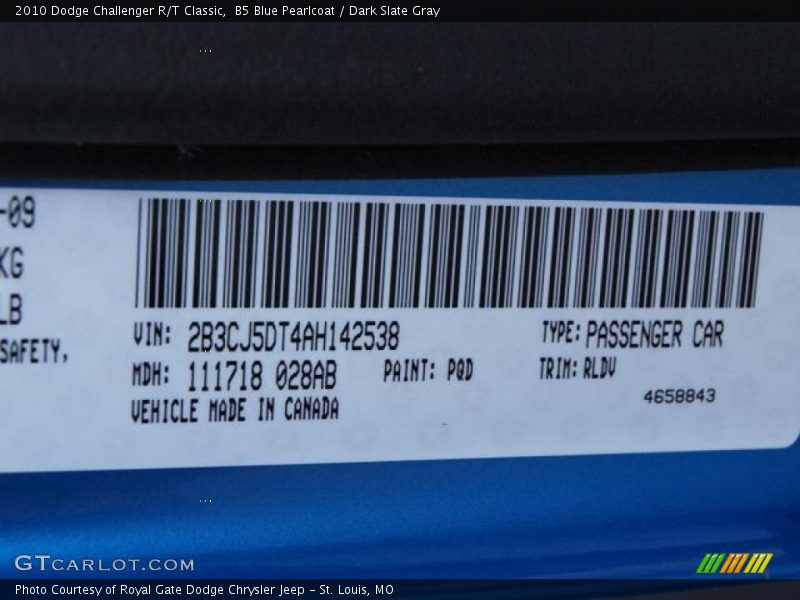 2010 Dodge Challenger R/T Classic,  B5 Blue Pearlcoat / Dark Slate Gray
-09
KG
LB
SAFETY,
VIN: 2B3CJ5DT4AH142538 TYPE: PASSENGER CAR
MDH: 111718 028AB PAINT: PQD TRIM: RLDV
VEHICLE MADE IN CANADA 4658843
GTCARLOT.COM
Photo Courtesy of Royal Gate Dodge Chrysler Jeep – St. Louis, MO